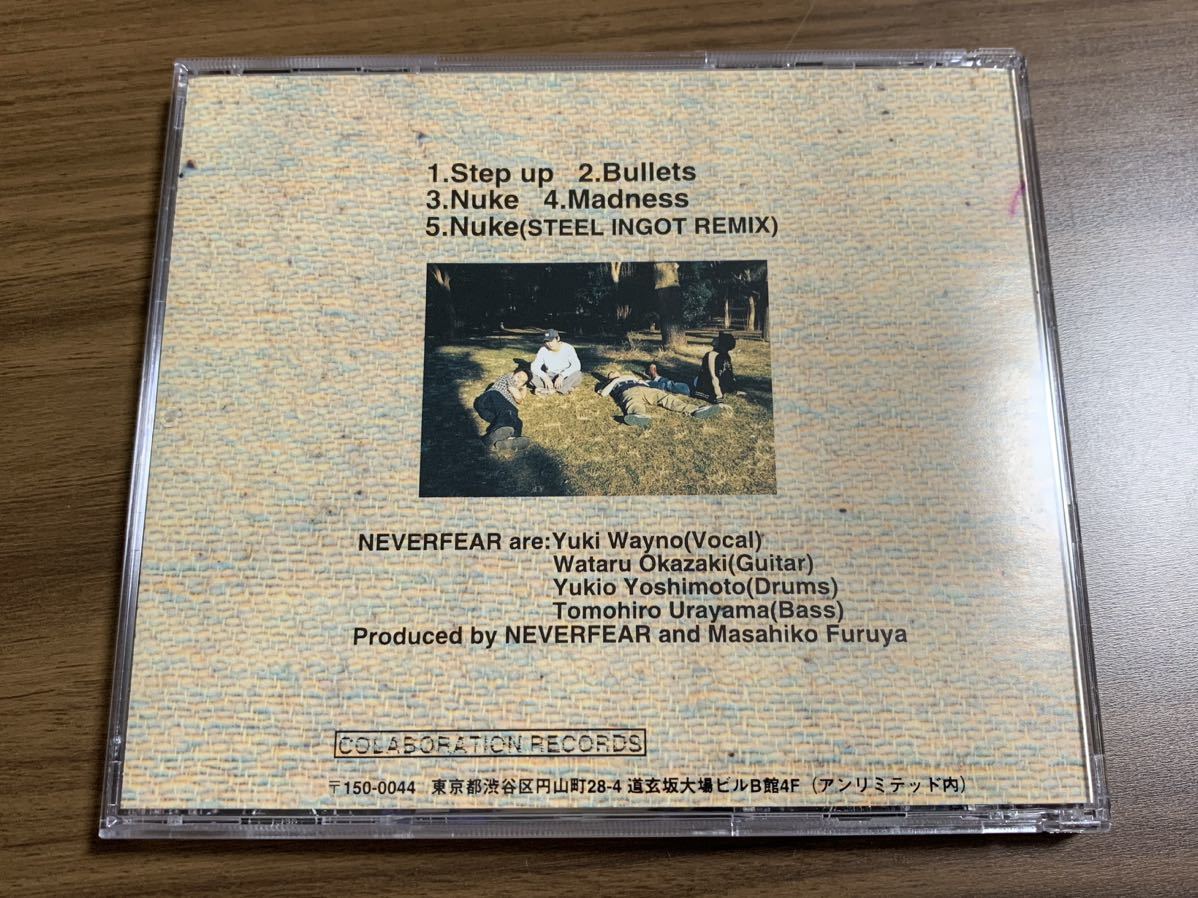 1.Step up 2.Bullets
3.Nuke 4.Madness
5.Nuke(STEEL INGOT REMIX)
NEVERFEAR are:Yuki Wayno(Vocal)
Wataru Okazaki(Guitar)
Yukio Yoshimoto(Drums)
Tomohiro Urayama(Bass)
Produced by NEVERFEAR and Masahiko Furuya
COLABORATION RECORDS
〒150-0044 東京都渋谷区円山町28-4 道玄坂大場ビルB館4F（アンリミテッド内）